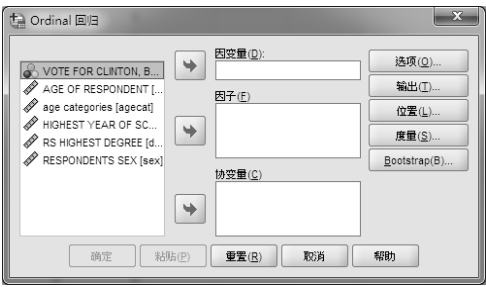 Ordinal 回归
VOTE FOR CLINTON, B...
AGE OF RESPONDENT [...
age categories [agecat]
HIGHEST YEAR OF SC...
RS HIGHEST DEGREE [d...
RESPONDENTS SEX [sex]
因变量(D):
因子(F)
协变量(C)
选项(O)...
输出(T)...
位置(L)...
度量(S)...
Bootstrap(B)...
确定
粘贴(P)
重置(R)
取消
帮助